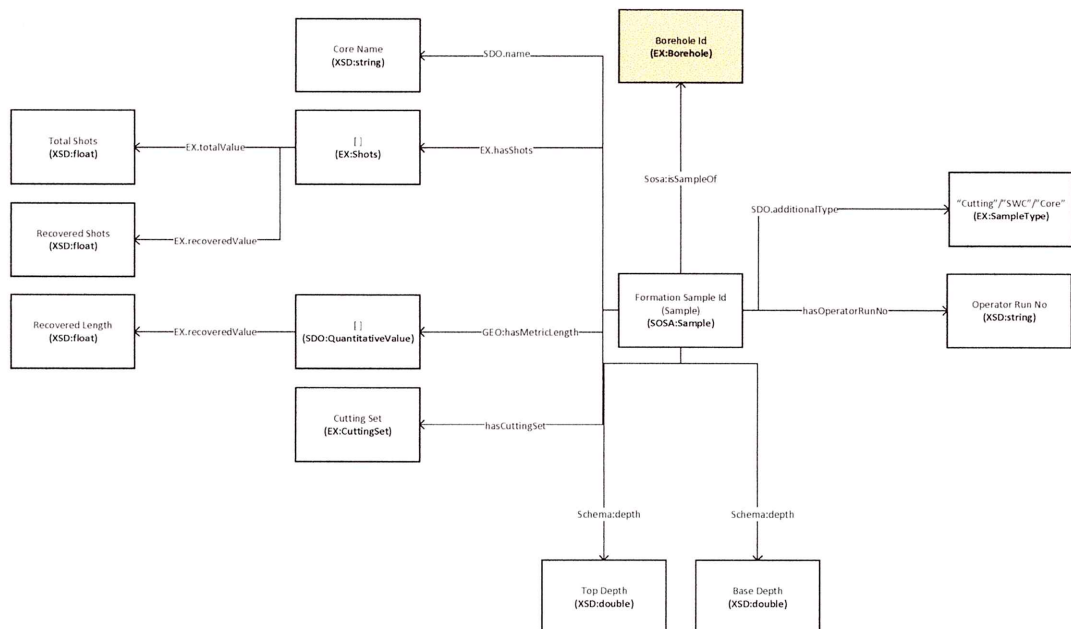 Core Name
(XSD:string)
SDO.name
Borehole Id
(EX:Borehole)
Total Shots
(XSD:float)
EX.totalValue
[ ]
(EX:Shots)
EX.hasShots
Sosa:isSampleOf
Recovered Shots
(XSD:float)
EX.recoveredValue
SDO.additionalType
"Cutting"/"SWC"/"Core"
(EX:SampleType)
Recovered Length
(XSD:float)
EX.recoveredValue
[ ]
(SDO:QuantitativeValue)
GEO:hasMetricLength
Formation Sample Id
(Sample)
(SOSA:Sample)
hasOperatorRunNo
Operator Run No
(XSD:string)
Cutting Set
(EX:CuttingSet)
hasCuttingSet
Schema:depth
Schema:depth
Top Depth
(XSD:double)
Base Depth
(XSD:double)